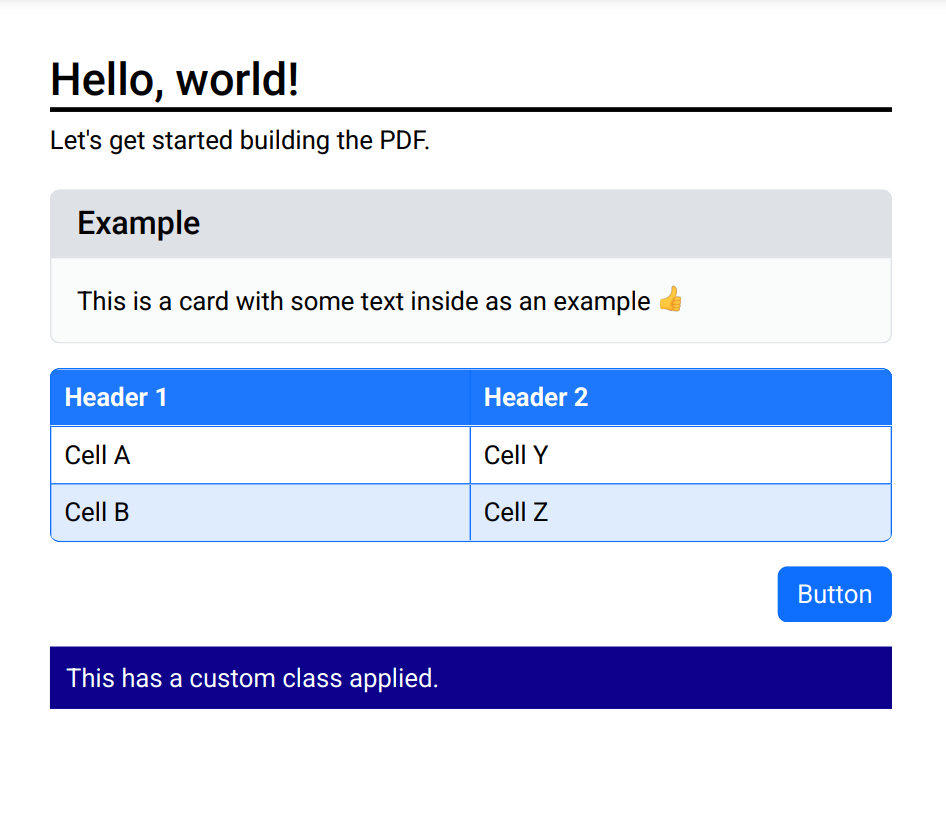 Hello, world!
Let's get started building the PDF.
Example
This is a card with some text inside as an example 👍
Header 1 Header 2
Cell A Cell Y
Cell B Cell Z
Button
This has a custom class applied.